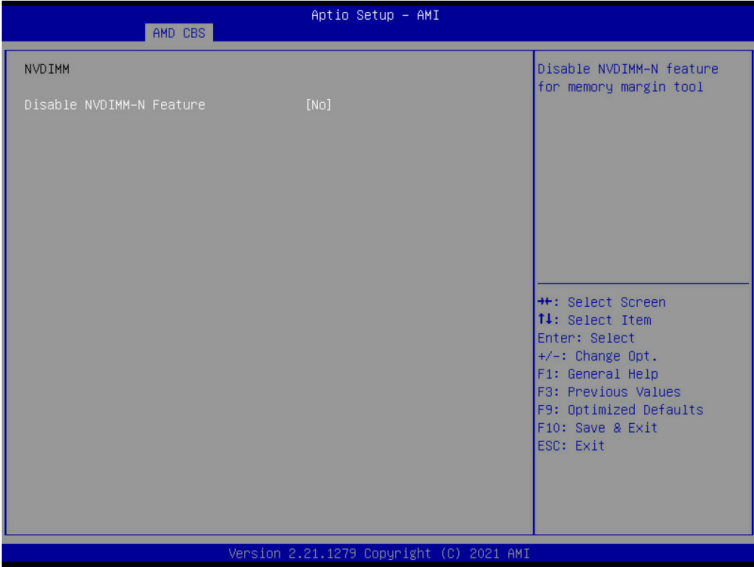 Aptio Setup – AMI
AMD CBS
NVDIMM
Disable NVDIMM-N Feature [No]
Disable NVDIMM-N feature
for memory margin tool
→←: Select Screen
↑↓: Select Item
Enter: Select
+/-: Change Opt.
F1: General Help
F3: Previous Values
F9: Optimized Defaults
F10: Save & Exit
ESC: Exit
Version 2.21.1279 Copyright (C) 2021 AMI